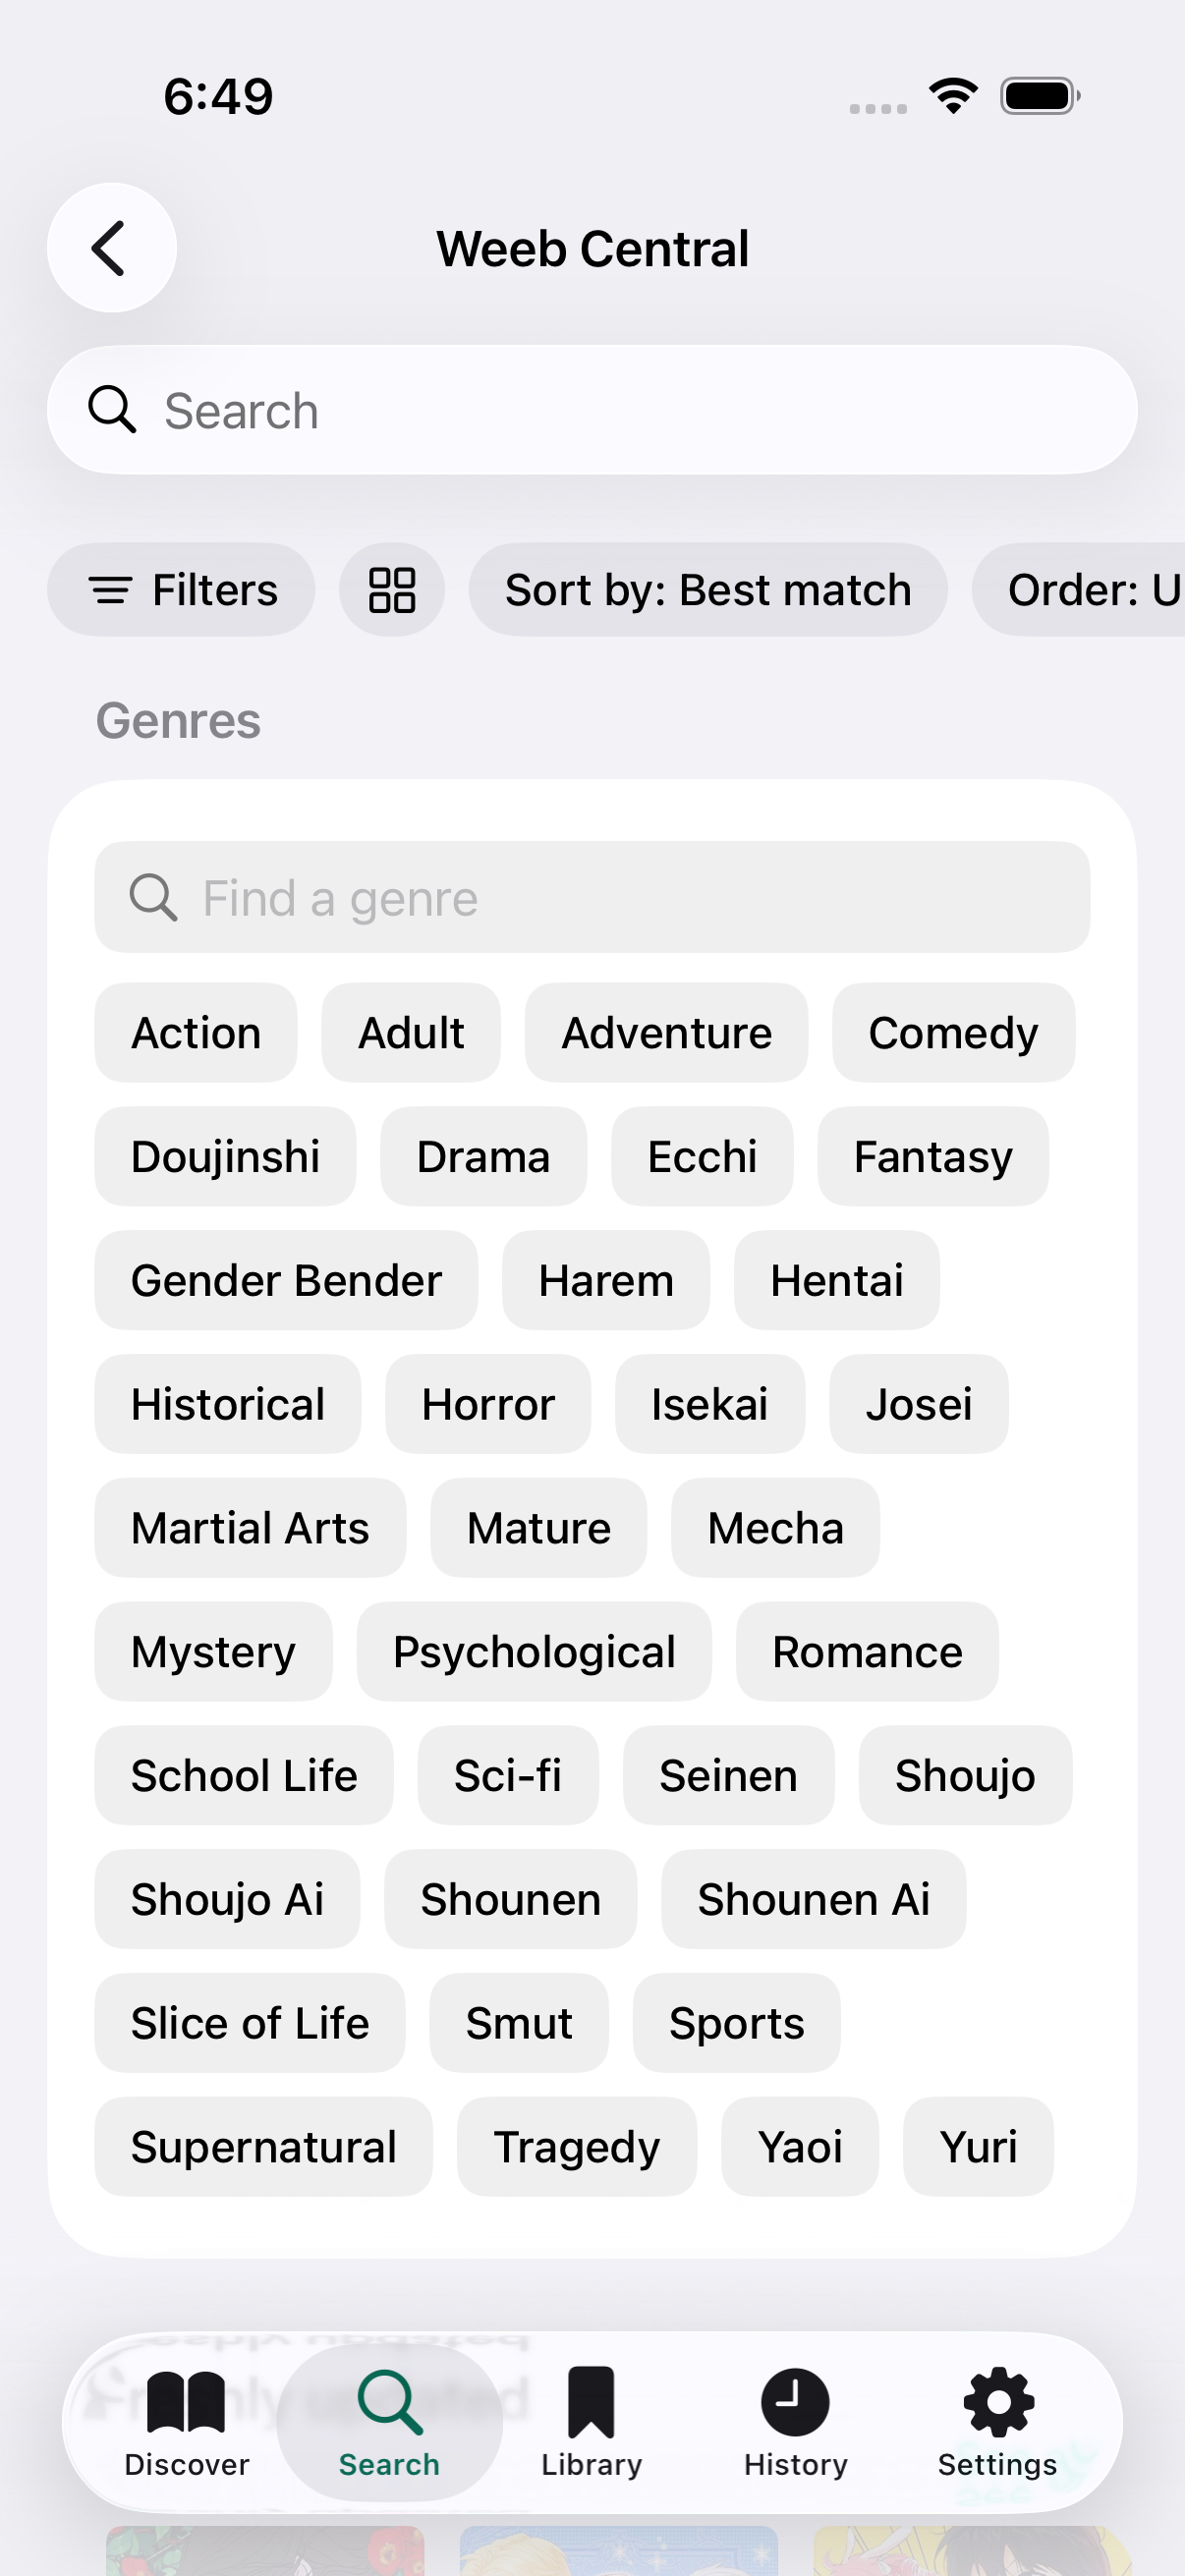 6:49
Weeb Central
Search
Filters
Sort by: Best match
Order: U
Genres
Find a genre
Action Adult Adventure Comedy
Doujinshi Drama Ecchi Fantasy
Gender Bender Harem Hentai
Historical Horror Isekai Josei
Martial Arts Mature Mecha
Mystery Psychological Romance
School Life Sci-fi Seinen Shoujo
Shoujo Ai Shounen Shounen Ai
Slice of Life Smut Sports
Supernatural Tragedy Yaoi Yuri
Discover Search Library History Settings